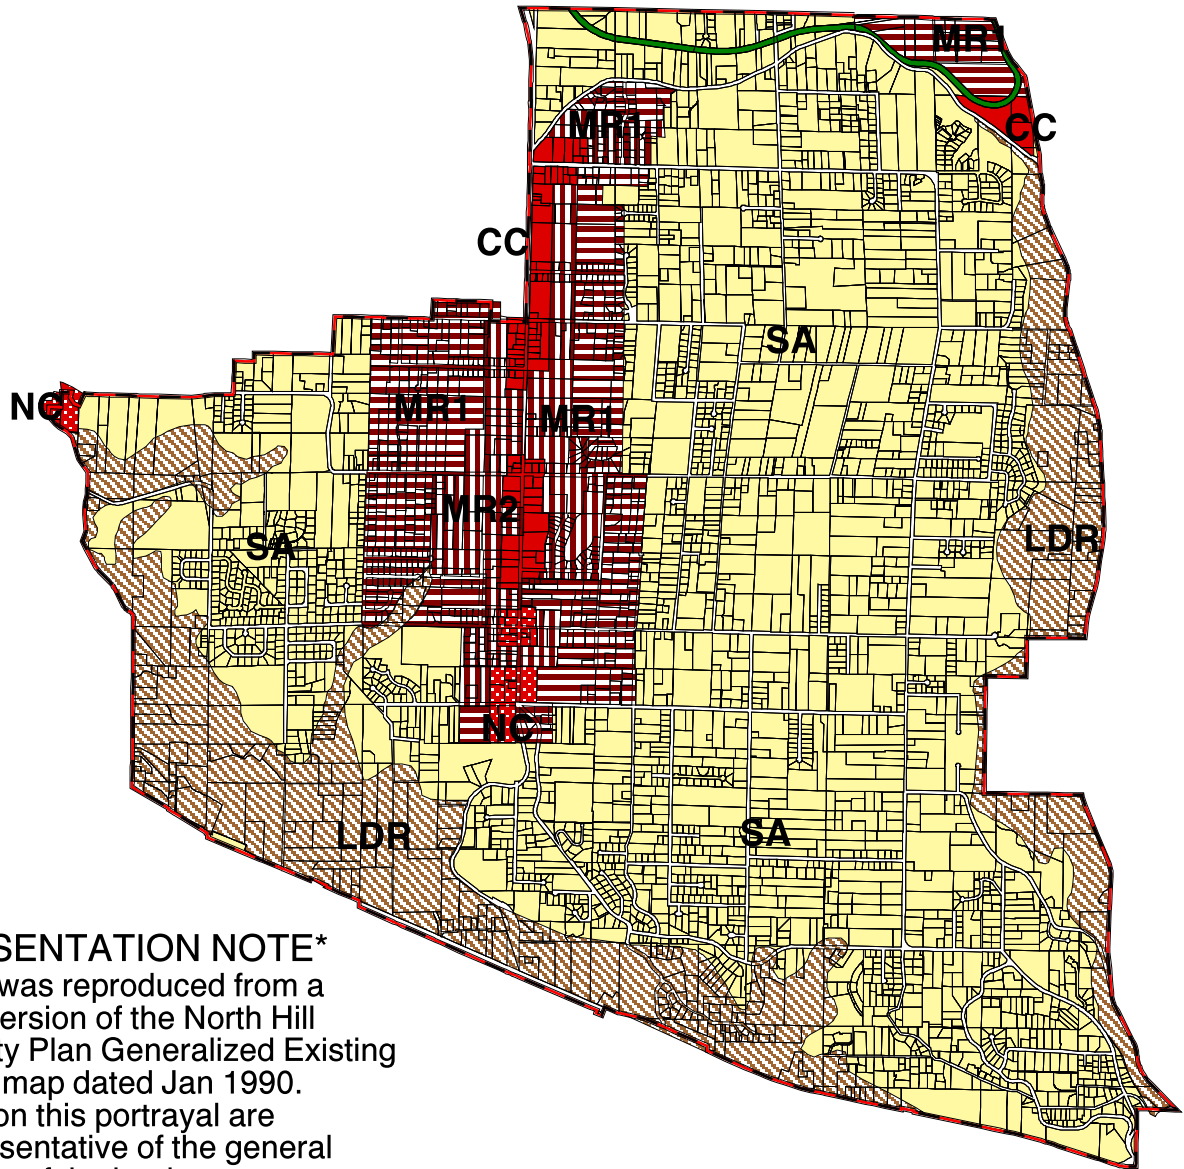 MR1
MR1
CC
CC
SA
NC
MR1
MR1
MR2
SA
LDR
NC
LDR
SA
SENTATION NOTE*
was reproduced from a
ersion of the North Hill
ty Plan Generalized Existing
map dated Jan 1990.
on this portrayal are
sentative of the general